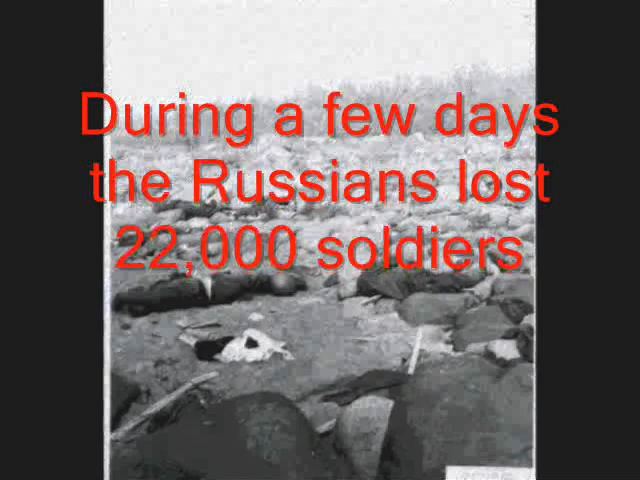 During a few days
the Russians lost
22,000 soldiers